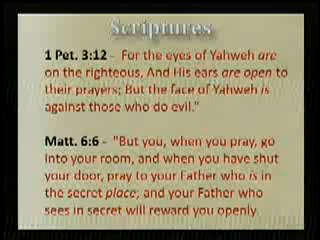 Scriptures
1 Pet. 3:12 - For the eyes of Yahweh are
on the righteous, And His ears are open to
their prayers; But the face of Yahweh is
against those who do evil."
Matt. 6:6 - "But you, when you pray, go
into your room, and when you have shut
your door, pray to your Father who is in
the secret place; and your Father who
sees in secret will reward you openly.